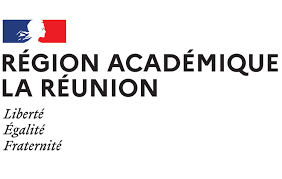 RÉGION ACADÉMIQUE
LA RÉUNION
Liberté
Égalité
Fraternité